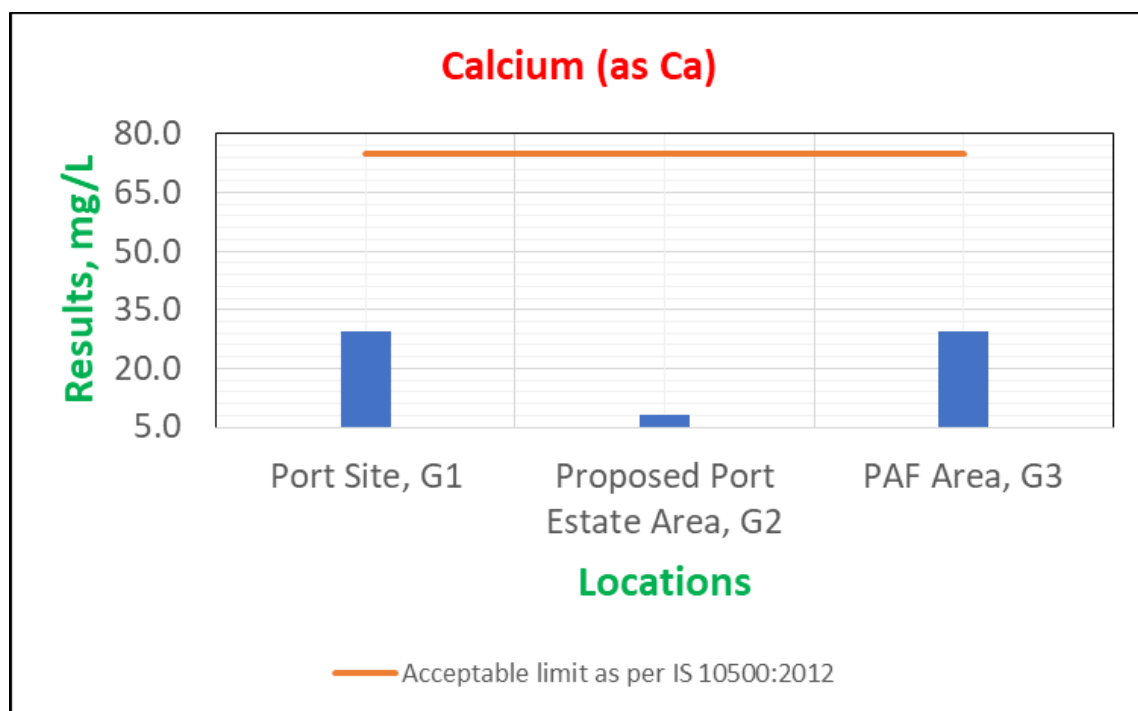 Calcium (as Ca)
Results, mg/L
80.0
65.0
50.0
35.0
20.0
5.0
Port Site, G1
Proposed Port
Estate Area, G2
PAF Area, G3
Locations
Acceptable limit as per IS 10500:2012